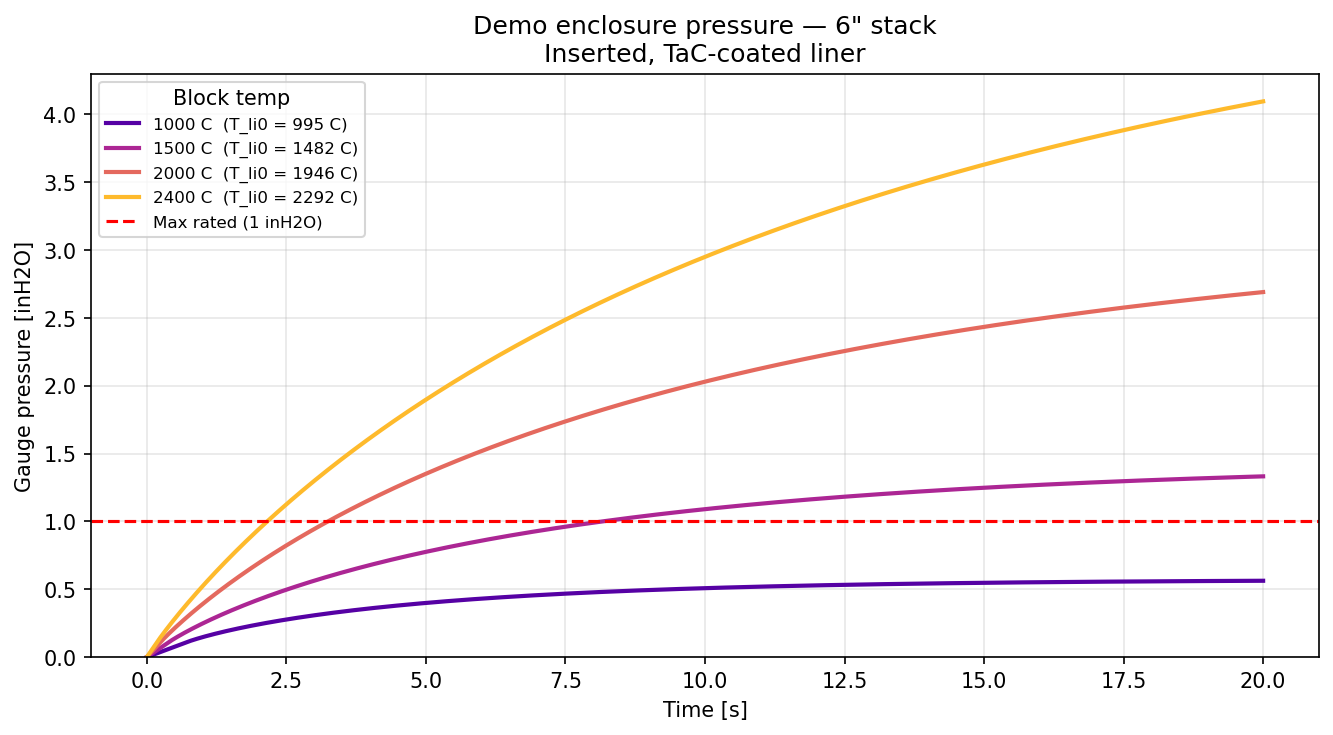 Demo enclosure pressure — 6" stack
Inserted, TaC-coated liner
Block temp
1000 C (T_li0 = 995 C)
1500 C (T_li0 = 1482 C)
2000 C (T_li0 = 1946 C)
2400 C (T_li0 = 2292 C)
Max rated (1 inH2O)
Gauge pressure [inH2O]
4.0
3.5
3.0
2.5
2.0
1.5
1.0
0.5
0.0
0.0 2.5 5.0 7.5 10.0 12.5 15.0 17.5 20.0
Time [s]